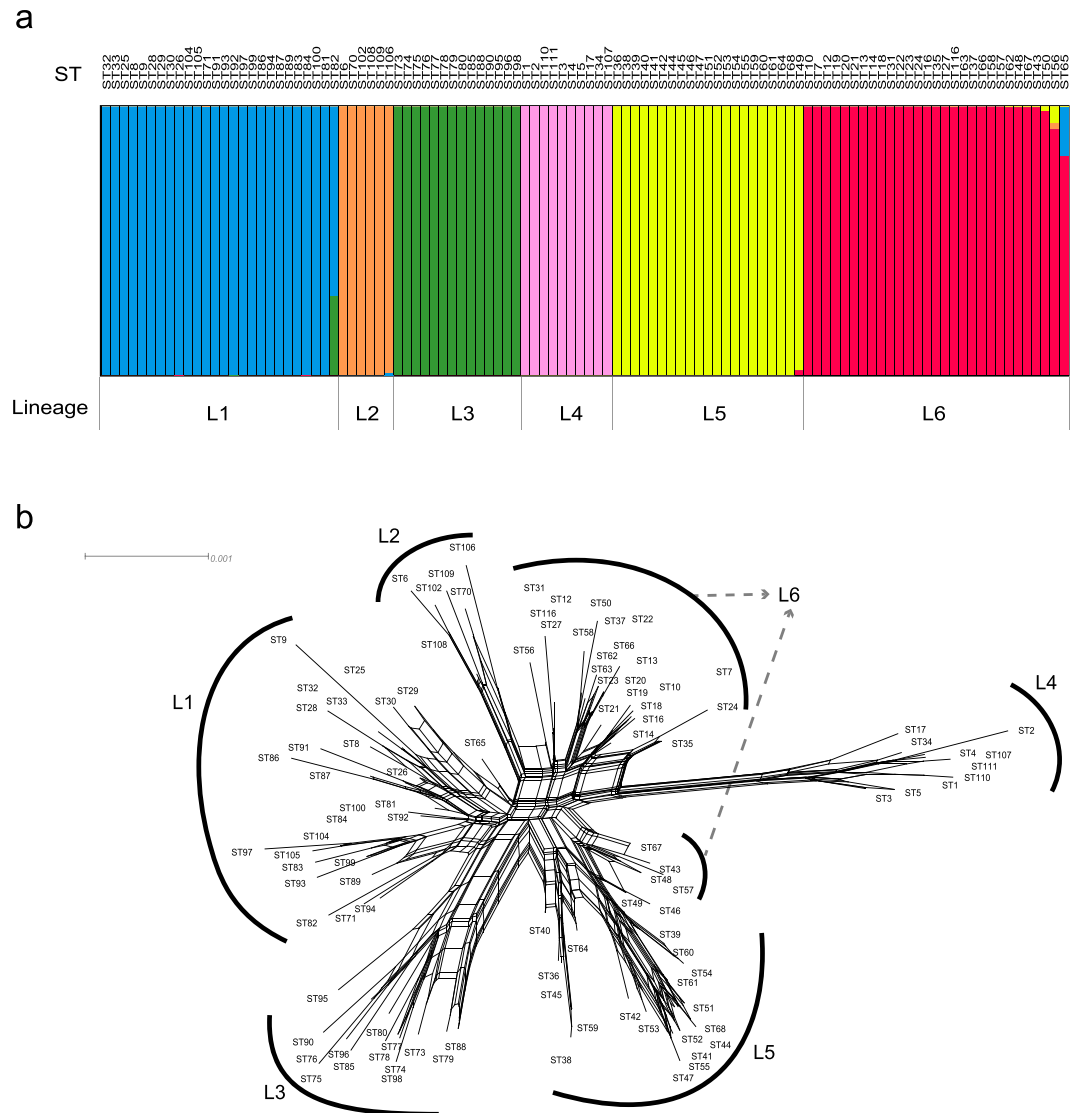 a
ST
ST32
ST33
ST25
ST8
ST9
ST28
ST29
ST30
ST26
ST104
ST105
ST71
ST91
ST93
ST92
ST97
ST99
ST86
ST94
ST87
ST89
ST83
ST84
ST100
ST81
ST82
ST6
ST70
ST102
ST108
ST109
ST106
ST73
ST74
ST75
ST76
ST77
ST78
ST79
ST80
ST85
ST88
ST90
ST95
ST96
ST98
ST1
ST2
ST110
ST111
ST3
ST4
ST5
ST17
ST34
ST107
ST36
ST38
ST39
ST40
ST41
ST42
ST44
ST45
ST46
ST47
ST51
ST52
ST53
ST54
ST55
ST59
ST60
ST61
ST64
ST68
ST49
ST10
ST7
ST12
ST19
ST20
ST21
ST13
ST14
ST18
ST31
ST22
ST23
ST24
ST16
ST35
ST27
ST116
ST63
ST37
ST66
ST58
ST57
ST62
ST48
ST67
ST43
ST50
ST56
ST65
Lineage
L1
L2
L3
L4
L5
L6
b
0.001
L2
ST106
ST6
ST109
ST102
ST70
ST108
L6
ST31
ST12
ST50
ST116
ST27
ST37
ST22
ST58
ST56
ST66
ST62
ST13
ST63
ST7
ST23
ST20
ST10
ST19
ST24
ST21
ST18
ST16
ST14
ST35
L1
ST9
ST25
ST32
ST29
ST33
ST30
ST28
ST65
ST91
ST8
ST86
ST87
ST26
ST100
ST81
ST84
ST92
ST104
ST97
ST105
ST83
ST99
ST93
ST89
ST94
ST82
ST71
L4
ST17
ST2
ST34
ST4
ST107
ST111
ST110
ST1
ST5
ST3
ST67
ST43
ST48
ST57
ST49
ST46
ST40
ST39
ST64
ST60
ST36
ST54
ST61
ST45
ST51
ST42
ST59
ST53
ST68
ST52
ST44
ST38
ST41
ST55
ST47
L5
ST95
ST90
ST80
ST77
ST88
ST96
ST78
ST73
ST79
ST76
ST85
ST74
ST75
ST98
L3